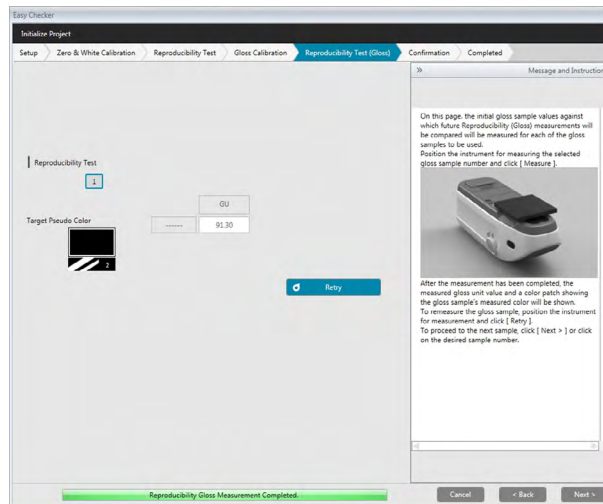 Easy Checker
Initialize Project
Setup Zero & White Calibration Reproducibility Test Gloss Calibration Reproducibility Test (Gloss) Confirmation Completed
Message and Instruction
On this page, the initial gloss sample values against
which future Reproducibility (Gloss) measurements will
be compared will be measured for each of the gloss
samples to be used.
Position the instrument for measuring the selected
gloss sample number and click [ Measure ].
Reproducibility Test
1
GU
Target Pseudo Color
------ 91.30
2
Retry
After the measurement has been completed, the
measured gloss unit value and a color patch showing
the gloss sample's measured color will be shown.
To remeasure the gloss sample, position the instrument
for measurement and click [ Retry ].
To proceed to the next sample, click [ Next > ] or click
on the desired sample number.
Reproducibility Gloss Measurement Completed.
Cancel < Back Next >